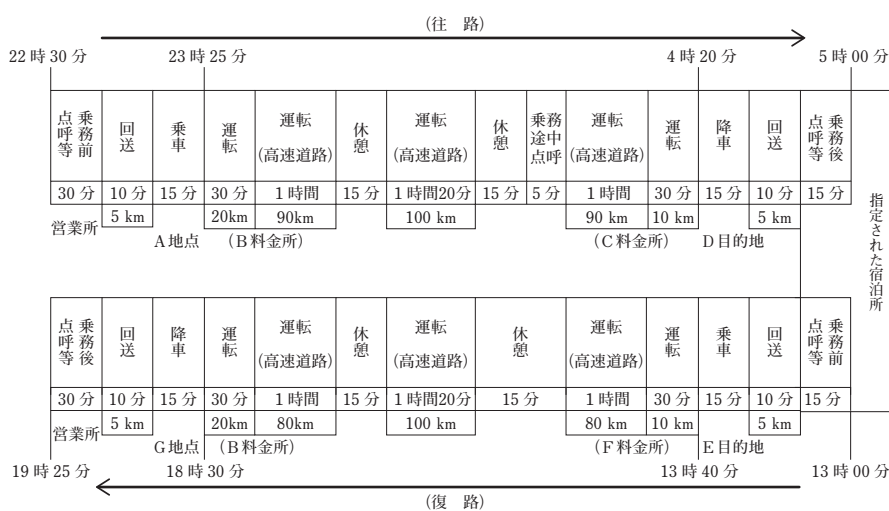 (往 路)
22時30分 23時25分 4時20分 5時00分
乗務前点呼等 回送 乗車 運転 運転(高速道路) 休憩 運転(高速道路) 休憩 乗務途中点呼 運転(高速道路) 運転 降車 回送 乗務後点呼等
30分 10分 15分 30分 1時間 15分 1時間20分 15分 5分 1時間 30分 15分 10分 15分
5 km 20km 90km 100 km 90 km 10 km 5 km
営業所 A地点 (B料金所) (C料金所) D目的地
指定された宿泊所
乗務後点呼等 回送 降車 運転 運転(高速道路) 休憩 運転(高速道路) 休憩 運転(高速道路) 運転 乗車 回送 乗務前点呼等
30分 10分 15分 30分 1時間 15分 1時間20分 15分 1時間 30分 15分 10分 15分
5 km 20km 80km 100 km 80 km 10 km 5 km
営業所 G地点 (B料金所) (F料金所) E目的地
19時25分 18時30分 13時40分 13時00分
(復 路)